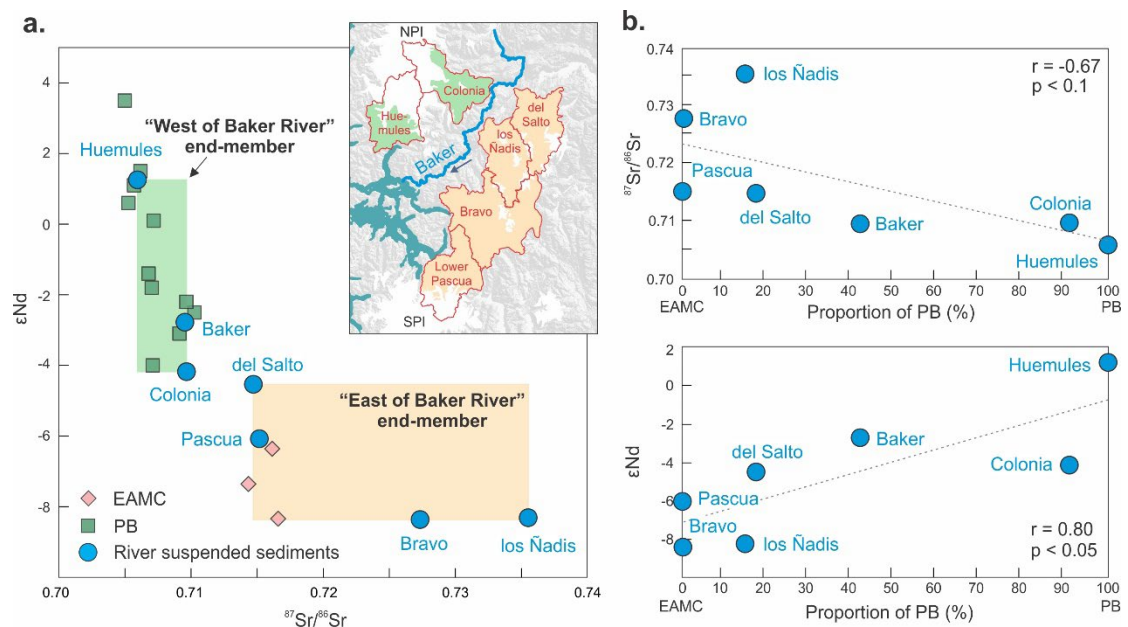 a.
4
2
0
-2
-4
-6
-8
εNd
0.70
0.71
0.72
0.73
0.74
⁸⁷Sr/⁸⁶Sr
“West of Baker River”
end-member
Huemules
Baker
Colonia
del Salto
“East of Baker River”
end-member
Pascua
Bravo
los Ñadis
EAMC
PB
River suspended sediments
NPI
Colonia
Hue-
mules
del
Salto
los
Ñadis
Baker
Bravo
Lower
Pascua
SPI
b.
0.74
0.73
0.72
0.71
0.70
⁸⁷Sr/⁸⁶Sr
los Ñadis
r = -0.67
p < 0.1
Bravo
Pascua
del Salto
Baker
Colonia
Huemules
0
20
30
40
50
60
70
80
90
100
EAMC
Proportion of PB (%)
PB
2
0
-2
-4
-6
-8
εNd
Huemules
Baker
del Salto
Colonia
Pascua
Bravo
los Ñadis
r = 0.80
p < 0.05
0
10
20
30
40
50
60
70
80
90
100
EAMC
Proportion of PB (%)
PB